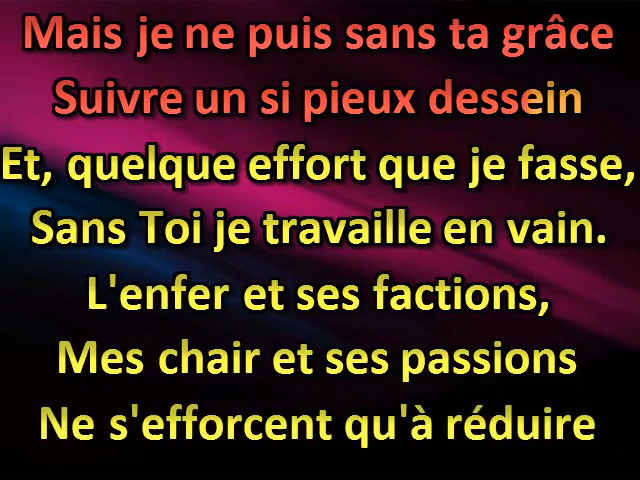 Mais je ne puis sans ta grâce
Suivre un si pieux dessein
Et, quelque effort que je fasse,
Sans Toi je travaille en vain.
L'enfer et ses factions,
Mes chair et ses passions
Ne s'efforcent qu'à réduire